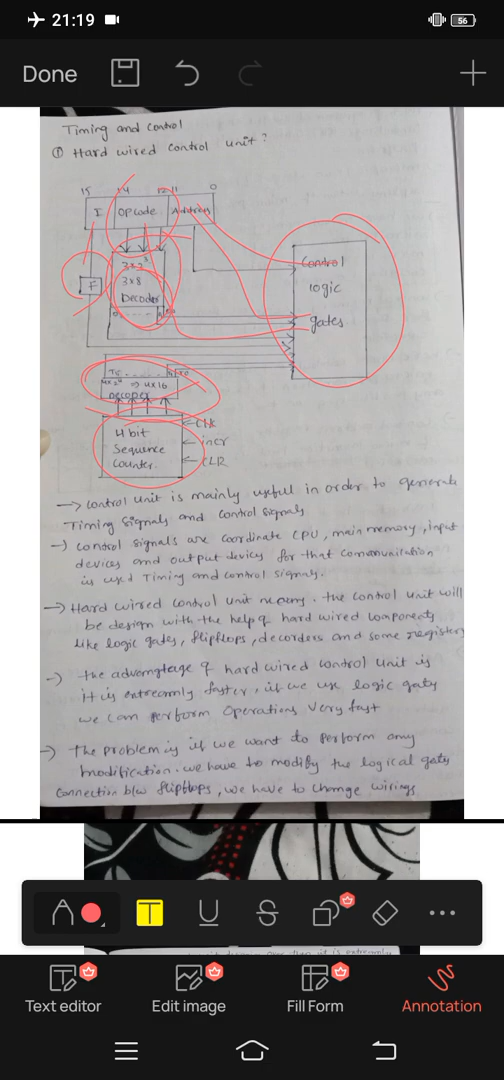 21:19
56
Done
Timing and control
① Hard wired control unit?
15 14 12 11 0
I opcode Address
F
3x2³
3x8
Decoder
Control
logic
gates
4x2⁴ => 4x16
decoder
4 bit
Sequence
Counter.
CLK
incr
CLR
-> control unit is mainly useful in order to generate
Timing signals and control signals
-) control signals are coordinate CPU, main memory, input
devices and output devices for that communication
is used Timing and control signals.
-> Hard wired control unit means. the control unit will
be design with the help of hard wired components
like logic gates, flipflops, decorders and some register
-) the advantage of hard wired control unit is
it is extreamly faster, if we use logic gates
we can perform operations very fast
-) The problem is if we want to perform any
modification. we have to modify the logical gates
Connection b/w flipflops, we have to change wirings
T
U
S
Text editor
Edit image
Fill Form
Annotation